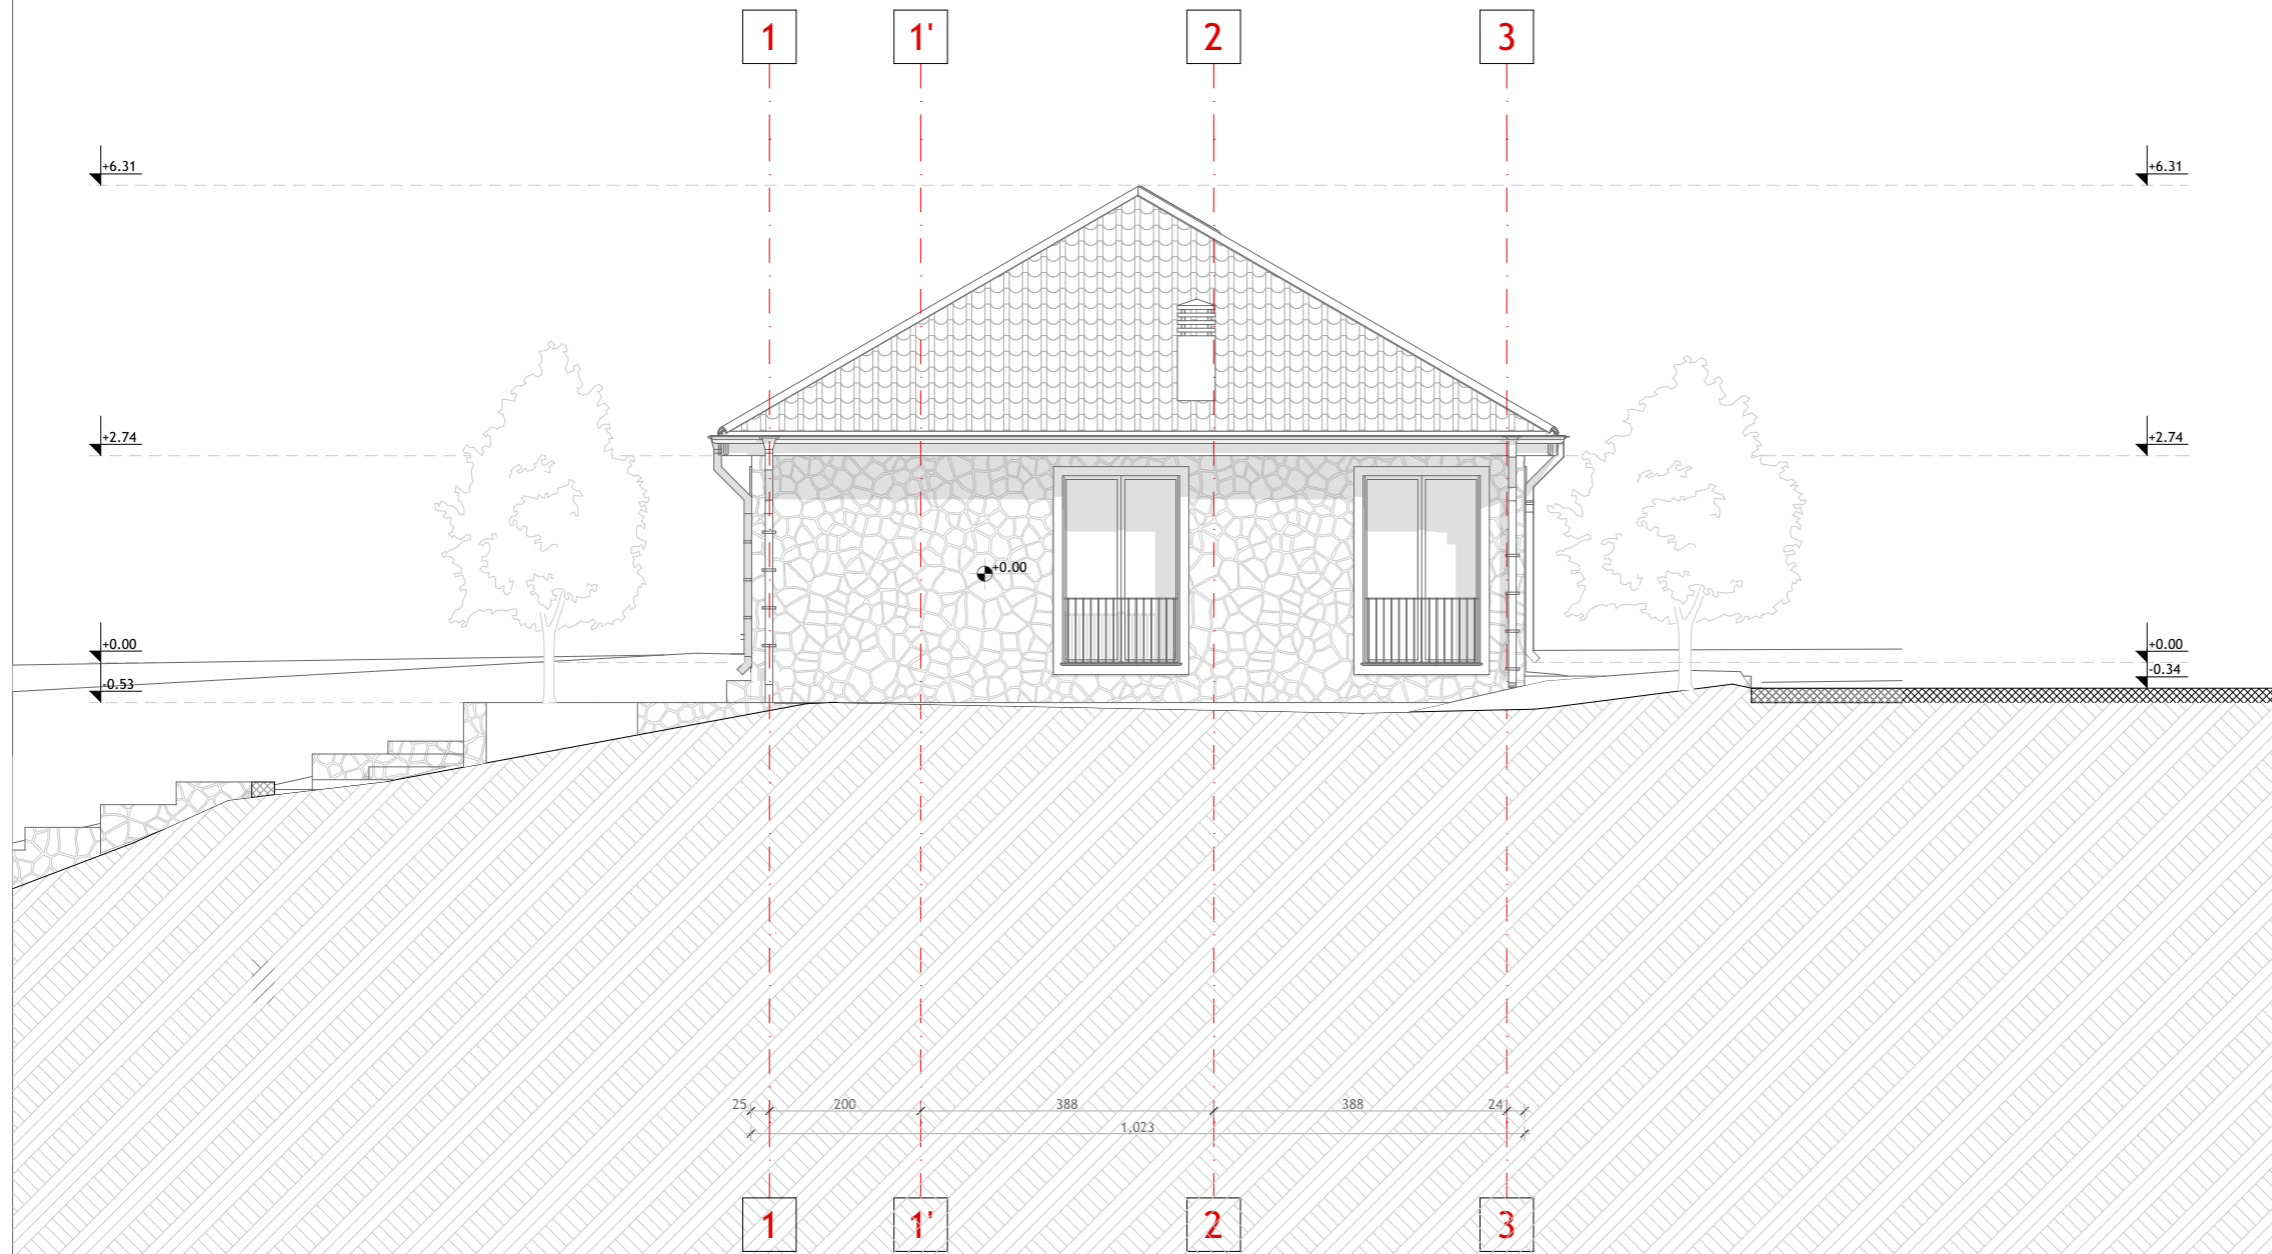 1 1' 2 3
+6.31 +6.31
+2.74 +2.74
+0.00
+0.00 +0.00
-0.53 -0.34
25 200 388 388 24
1,023
1 1' 2 3